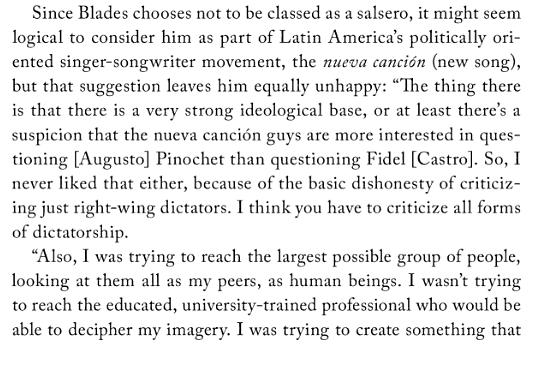 Since Blades chooses not to be classed as a salsero, it might seem
logical to consider him as part of Latin America's politically ori-
ented singer-songwriter movement, the nueva canción (new song),
but that suggestion leaves him equally unhappy: “The thing there
is that there is a very strong ideological base, or at least there's a
suspicion that the nueva canción guys are more interested in ques-
tioning [Augusto] Pinochet than questioning Fidel [Castro]. So, I
never liked that either, because of the basic dishonesty of criticiz-
ing just right-wing dictators. I think you have to criticize all forms
of dictatorship.
“Also, I was trying to reach the largest possible group of people,
looking at them all as my peers, as human beings. I wasn't trying
to reach the educated, university-trained professional who would be
able to decipher my imagery. I was trying to create something that